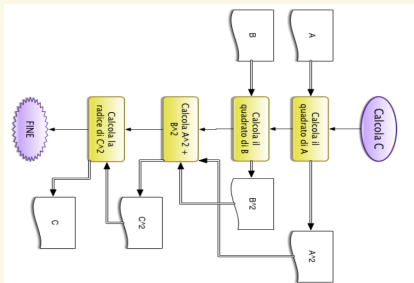 Calcola C
A
Calcola il
quadrato di A
A^2
B
Calcola il
quadrato di B
B^2
Calcola A^2 +
B^2
C^2
Calcola la
radice di C^2
C
FINE